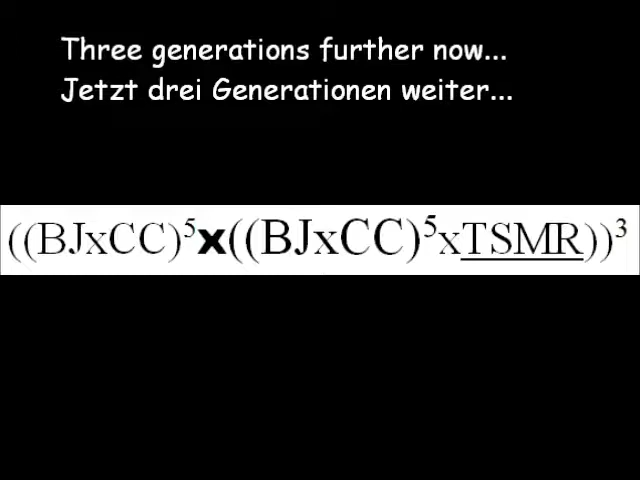 Three generations further now...
Jetzt drei Generationen weiter...
((BJxCC)⁵x((BJxCC)⁵xTSMR))³